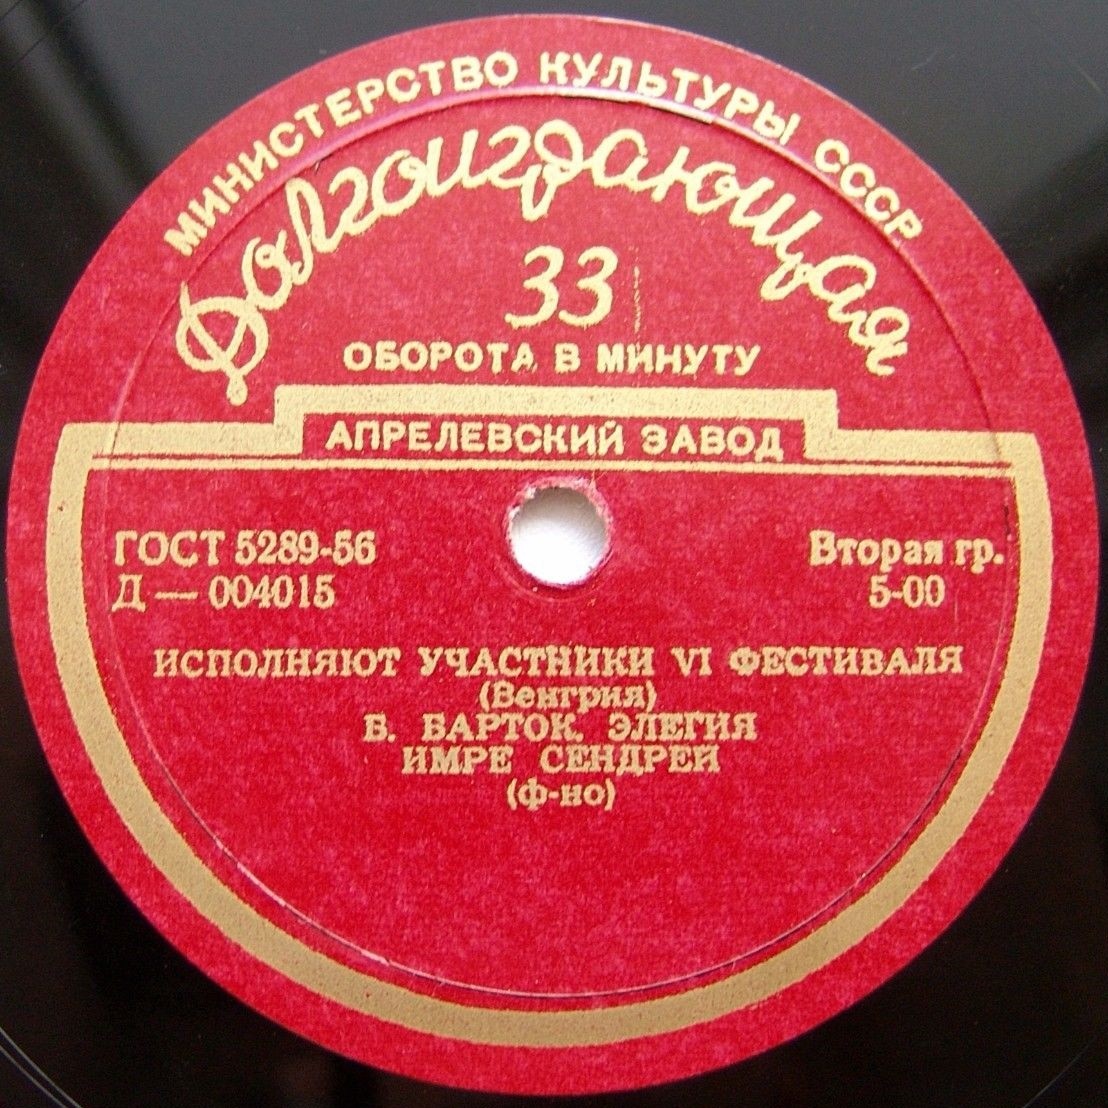 МИНИСТЕРСТВО КУЛЬТУРЫ СССР
Долгоиграющая
33
ОБОРОТА В МИНУТУ
АПРЕЛЕВСКИЙ ЗАВОД
ГОСТ 5289-56
Вторая гр.
Д — 004015
5-00
ИСПОЛНЯЮТ УЧАСТНИКИ VI ФЕСТИВАЛЯ
(Венгрия)
Б. БАРТОК. ЭЛЕГИЯ
ИМРЕ СЕНДРЕЙ
(ф-но)